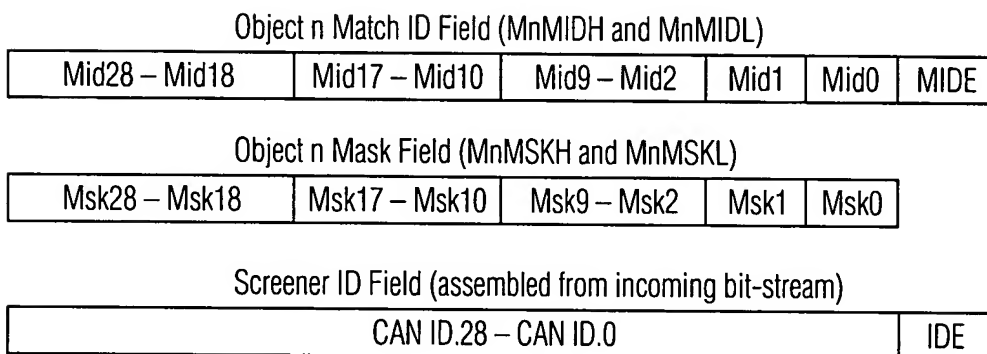 Object n Match ID Field (MnMIDH and MnMIDL)
Mid28 – Mid18 Mid17 – Mid10 Mid9 – Mid2 Mid1 Mid0 MIDE
Object n Mask Field (MnMSKH and MnMSKL)
Msk28 – Msk18 Msk17 – Msk10 Msk9 – Msk2 Msk1 Msk0
Screener ID Field (assembled from incoming bit-stream)
CAN ID.28 – CAN ID.0 IDE